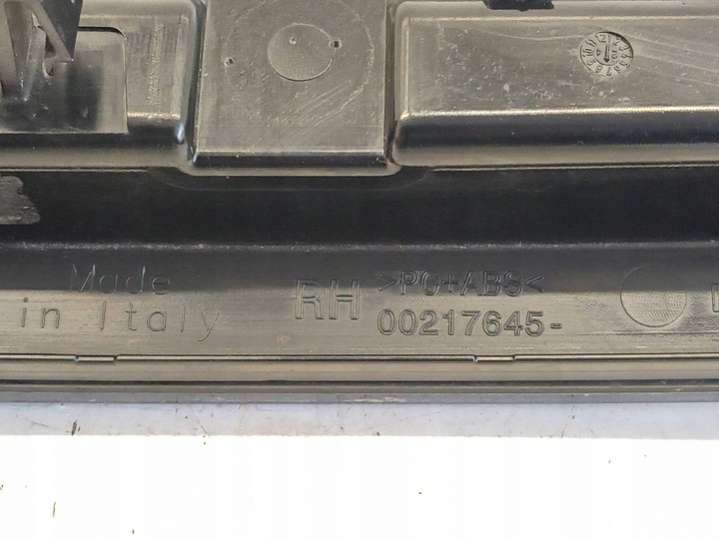 Made
in Italy
RH
>PC+ABS<
00217645-